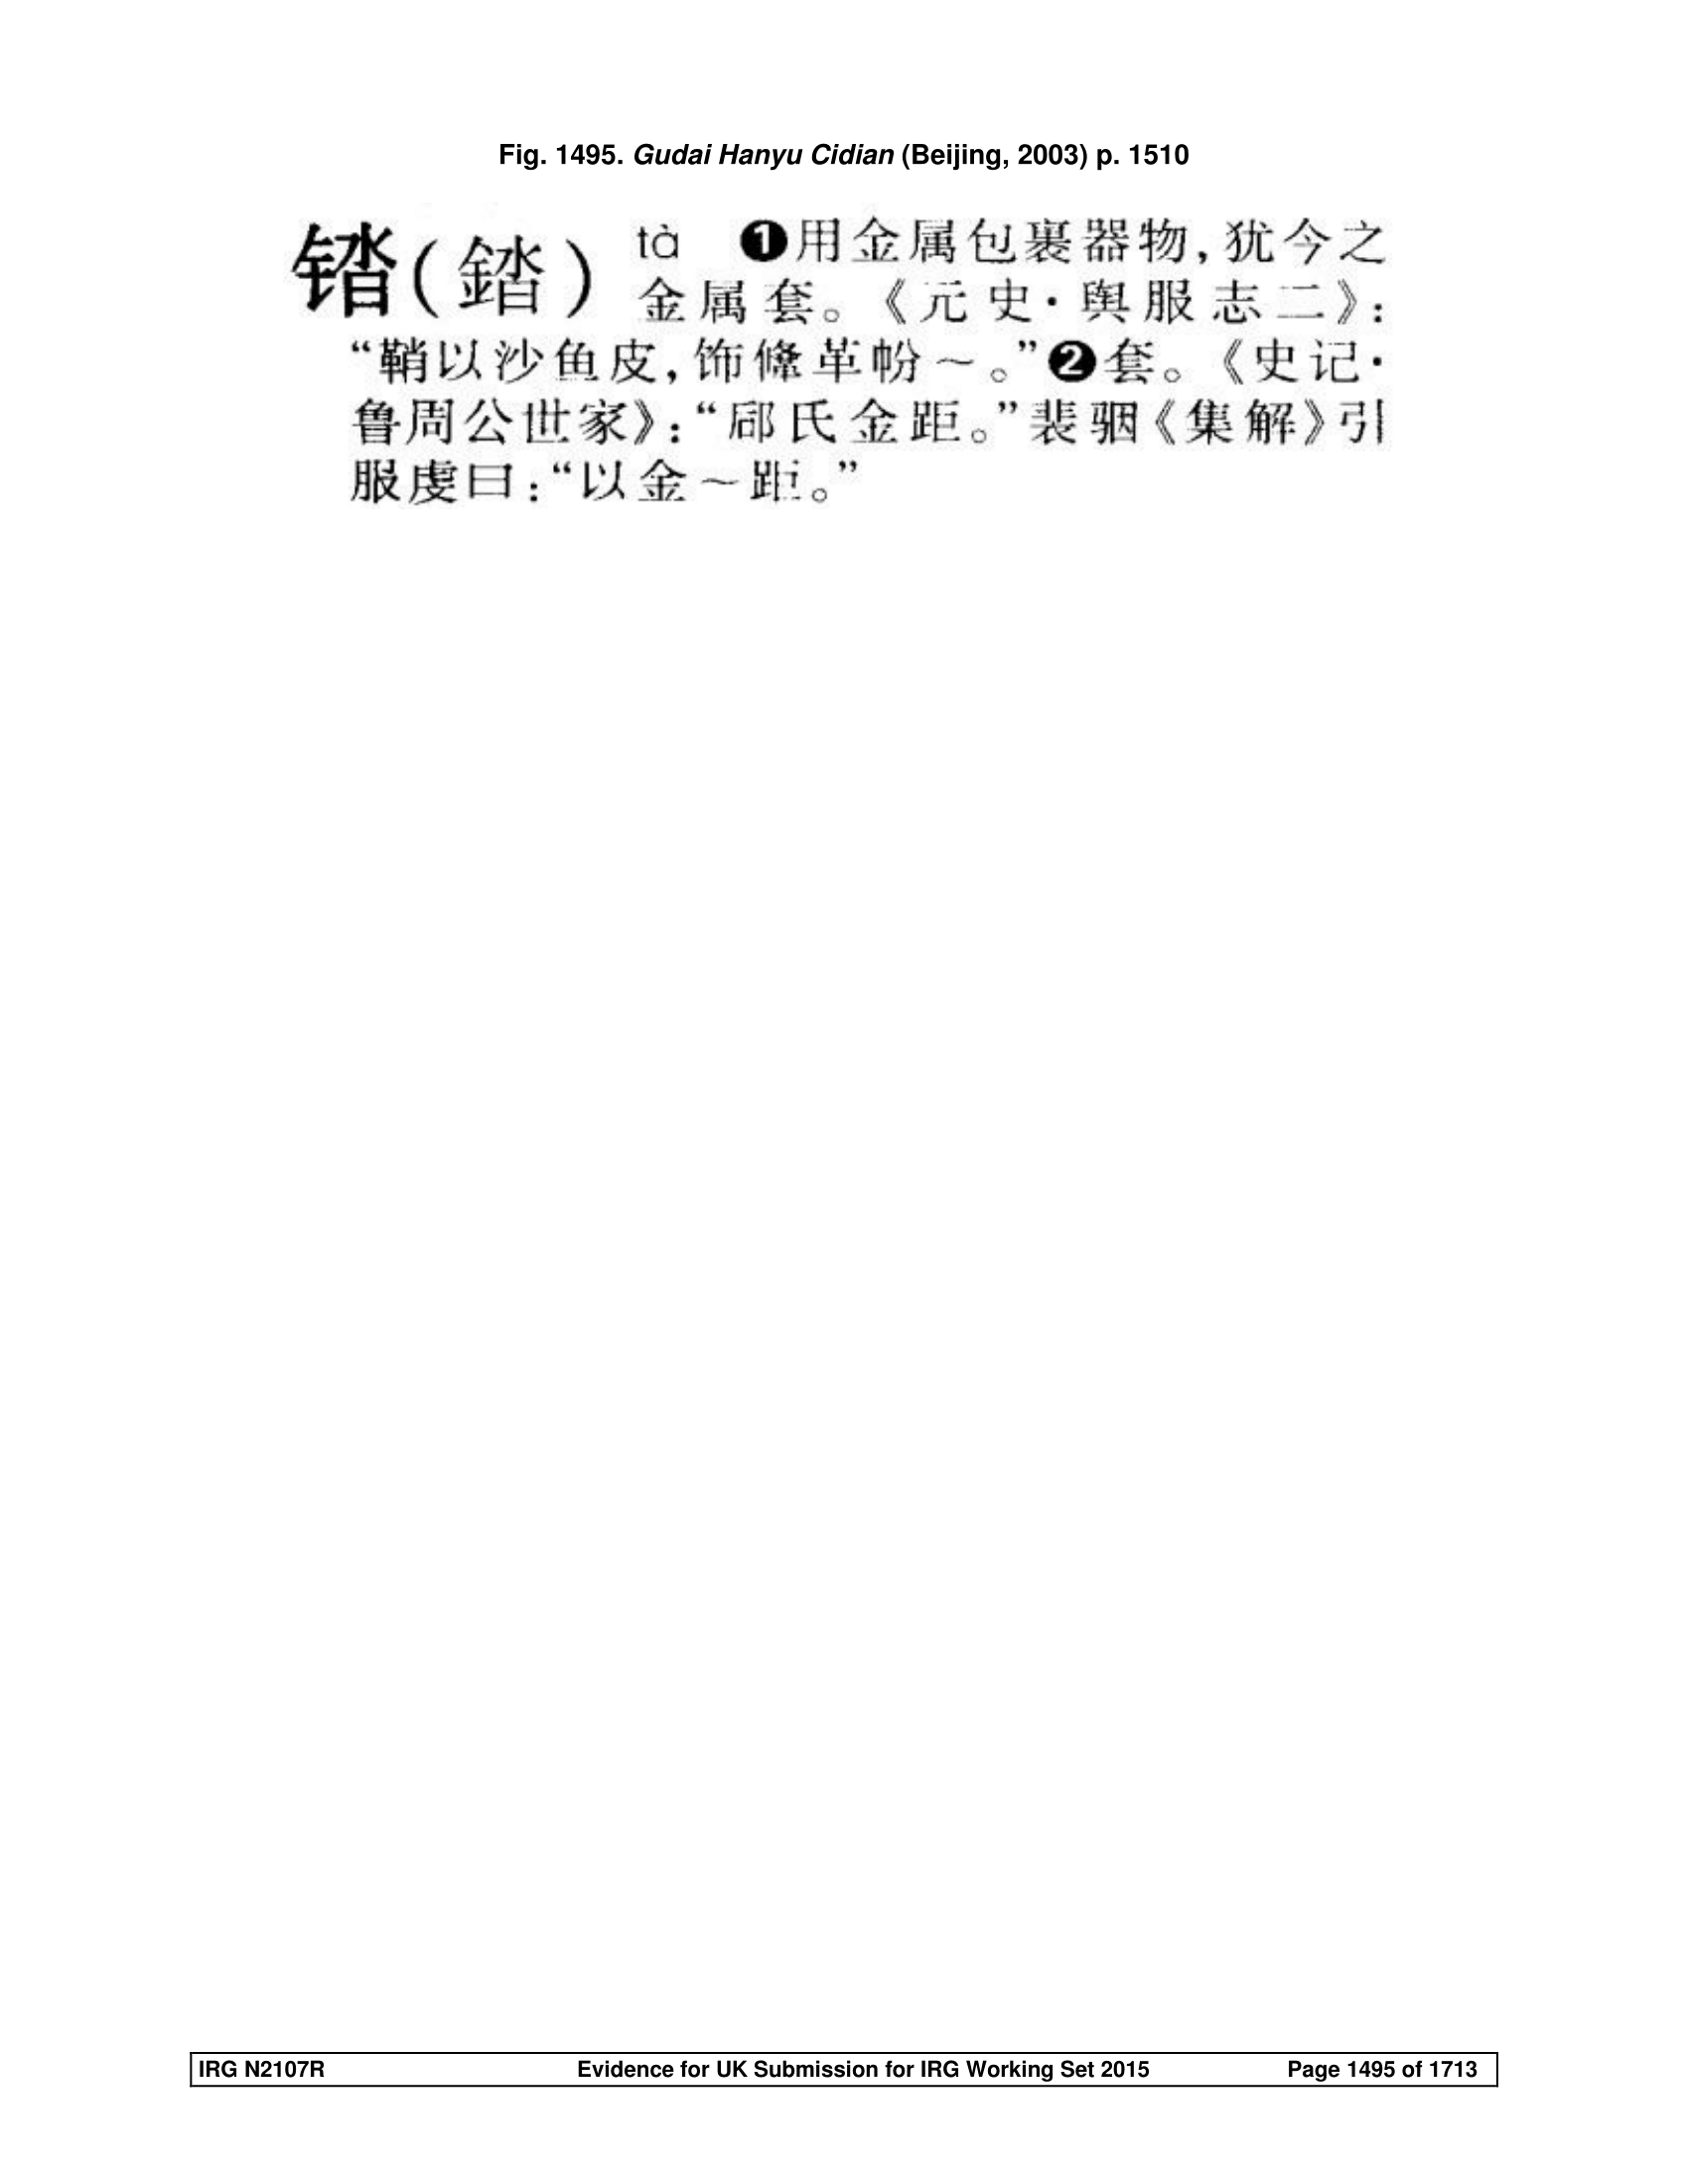 Fig. 1495. Gudai Hanyu Cidian (Beijing, 2003) p. 1510
(錔) tà ❶用金属包裹器物,犹今之
金属套。《元史·舆服志二》:
“鞘以沙鱼皮,饰鞗革帉～。”❷套。《史记·
鲁周公世家》:“郈氏金距。”裴骃《集解》引
服虔曰:“以金～距。”
IRG N2107R Evidence for UK Submission for IRG Working Set 2015 Page 1495 of 1713